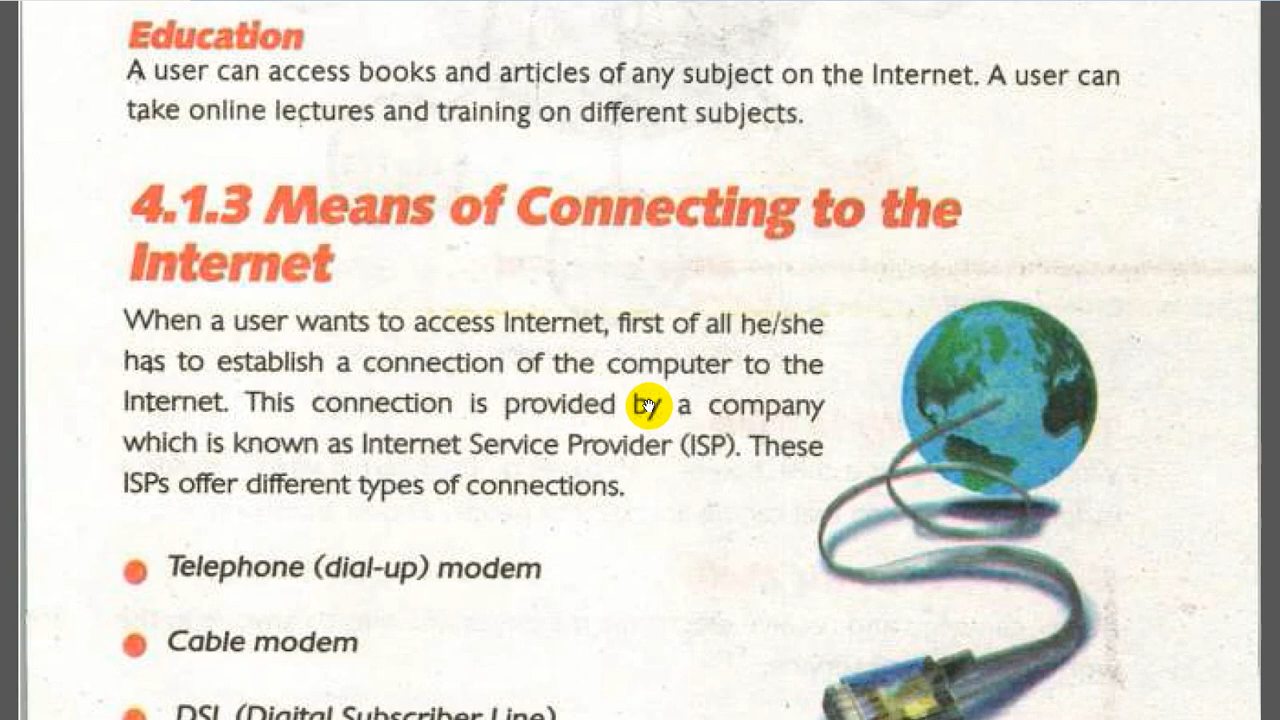 Education
A user can access books and articles of any subject on the Internet. A user can
take online lectures and training on different subjects.
4.1.3 Means of Connecting to the
Internet
When a user wants to access Internet, first of all he/she
has to establish a connection of the computer to the
Internet. This connection is provided by a company
which is known as Internet Service Provider (ISP). These
ISPs offer different types of connections.
Telephone (dial-up) modem
Cable modem
DSL (Digital Subscriber Line)